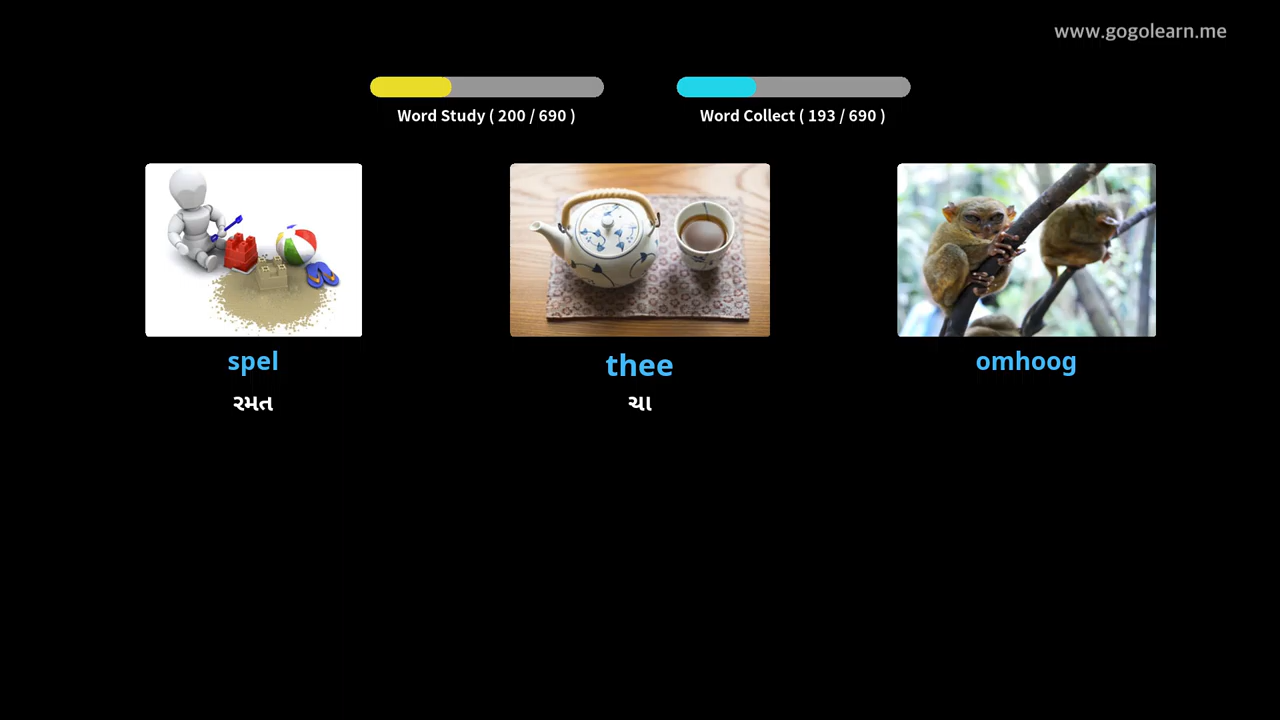 www.gogolearn.me
Word Study ( 200 / 690 )
Word Collect ( 193 / 690 )
spel
thee
omhoog
રમત
ચા